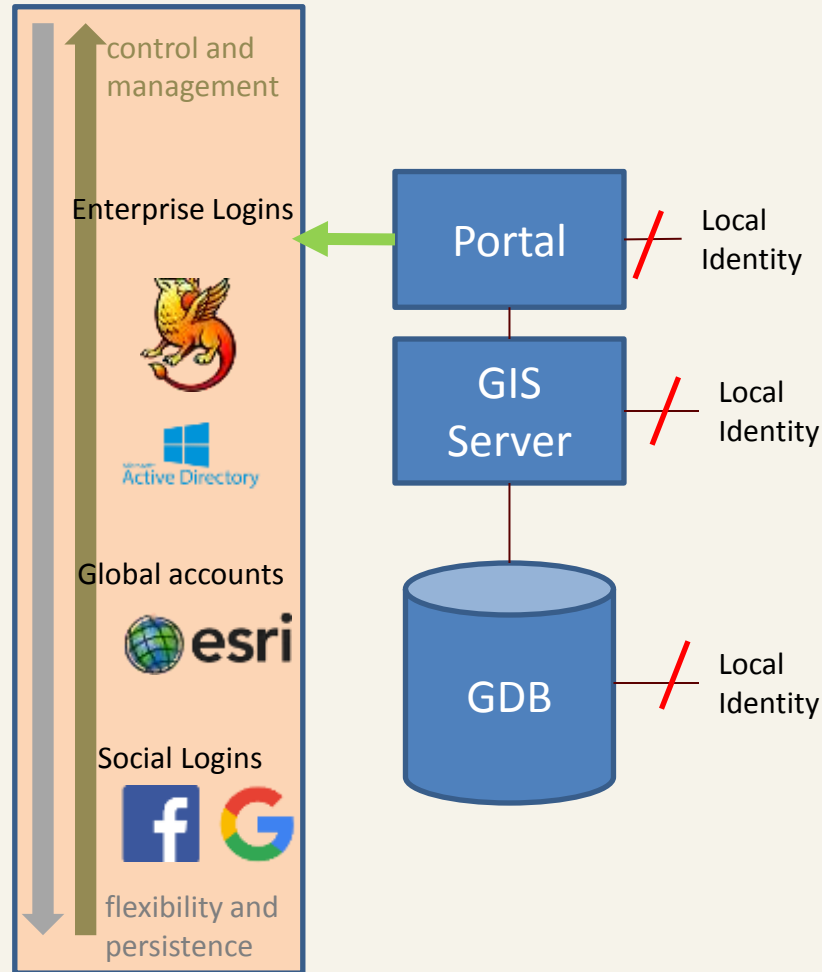 control and
management
Enterprise Logins
Active Directory
Global accounts
esri
Social Logins
f
G
flexibility and
persistence
Portal
Local
Identity
GIS
Server
Local
Identity
GDB
Local
Identity